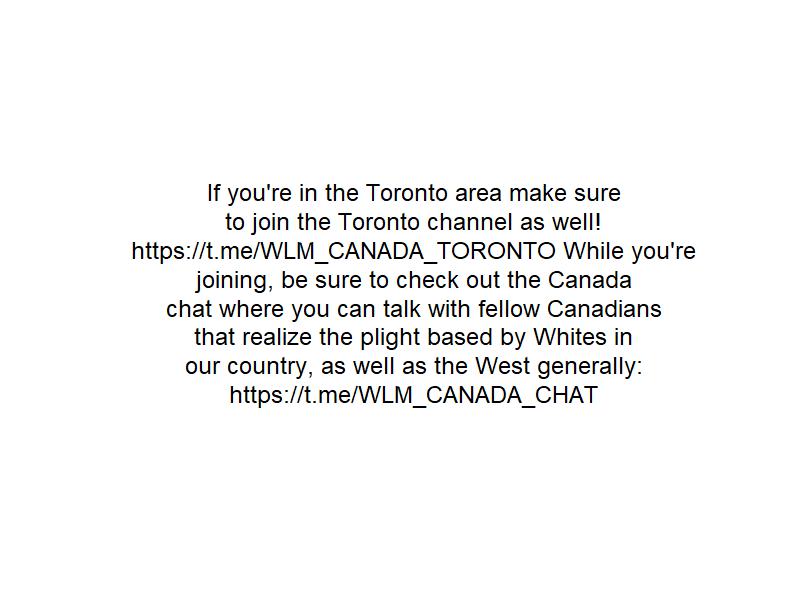 If you're in the Toronto area make sure
to join the Toronto channel as well!
https://t.me/WLM_CANADA_TORONTO While you're
joining, be sure to check out the Canada
chat where you can talk with fellow Canadians
that realize the plight based by Whites in
our country, as well as the West generally:
https://t.me/WLM_CANADA_CHAT